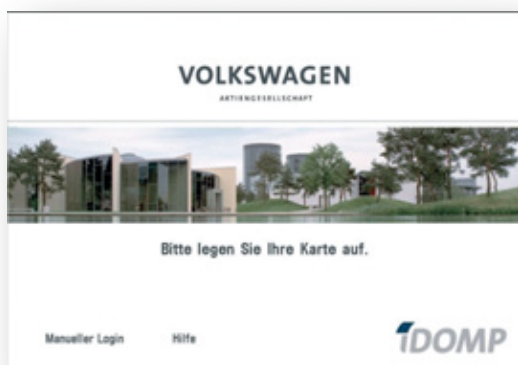 VOLKSWAGEN
AKTIENGESELLSCHAFT
Bitte legen Sie Ihre Karte auf.
Manueller Login Hilfe
iDOMP